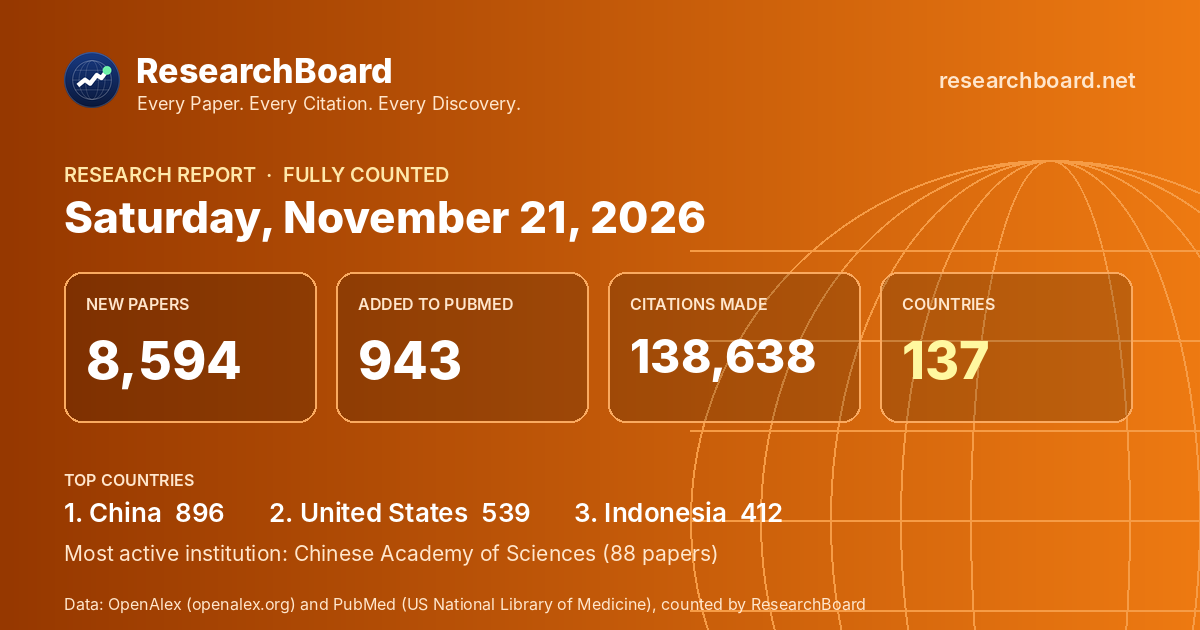 ResearchBoard
Every Paper. Every Citation. Every Discovery.
researchboard.net
RESEARCH REPORT · FULLY COUNTED
Saturday, November 21, 2026
NEW PAPERS
8,594
ADDED TO PUBMED
943
CITATIONS MADE
138,638
COUNTRIES
137
TOP COUNTRIES
1. China 896 2. United States 539 3. Indonesia 412
Most active institution: Chinese Academy of Sciences (88 papers)
Data: OpenAlex (openalex.org) and PubMed (US National Library of Medicine), counted by ResearchBoard